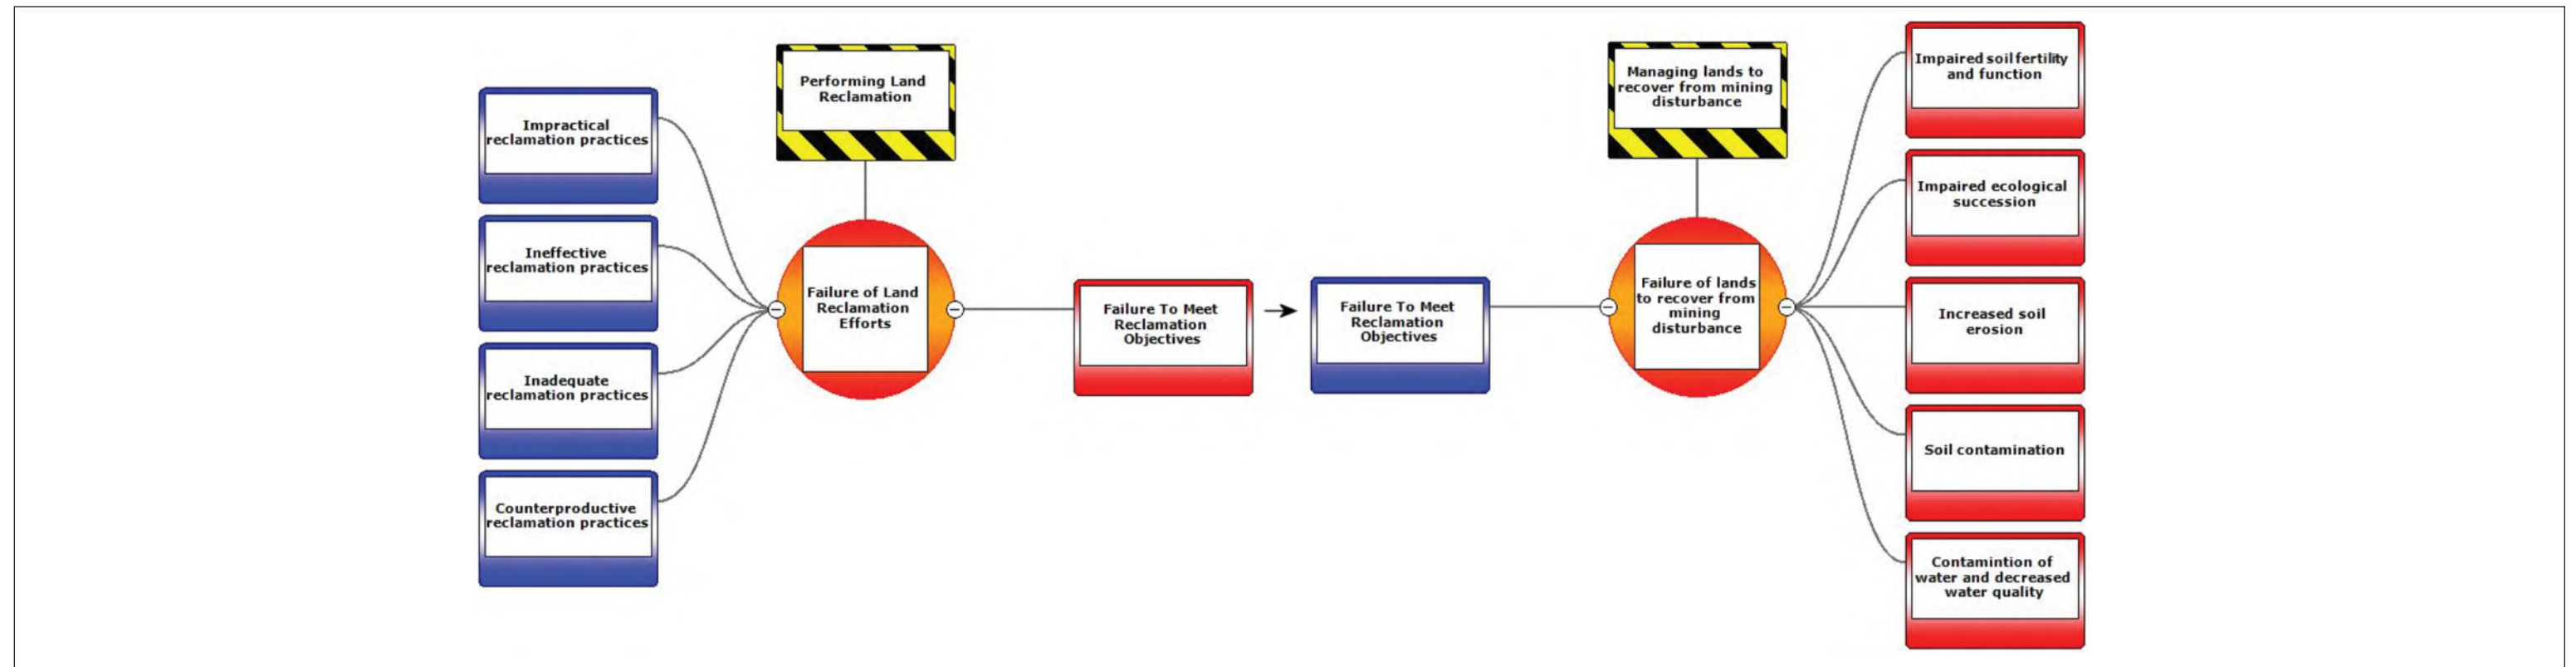 Impractical
reclamation practices
Ineffective
reclamation practices
Inadequate
reclamation practices
Counterproductive
reclamation practices
Performing Land
Reclamation
Failure of Land
Reclamation
Efforts
Failure To Meet
Reclamation
Objectives
Failure To Meet
Reclamation
Objectives
Managing lands to
recover from mining
disturbance
Failure of lands
to recover from
mining
disturbance
Impaired soil fertility
and function
Impaired ecological
succession
Increased soil
erosion
Soil contamination
Contamintion of
water and decreased
water quality